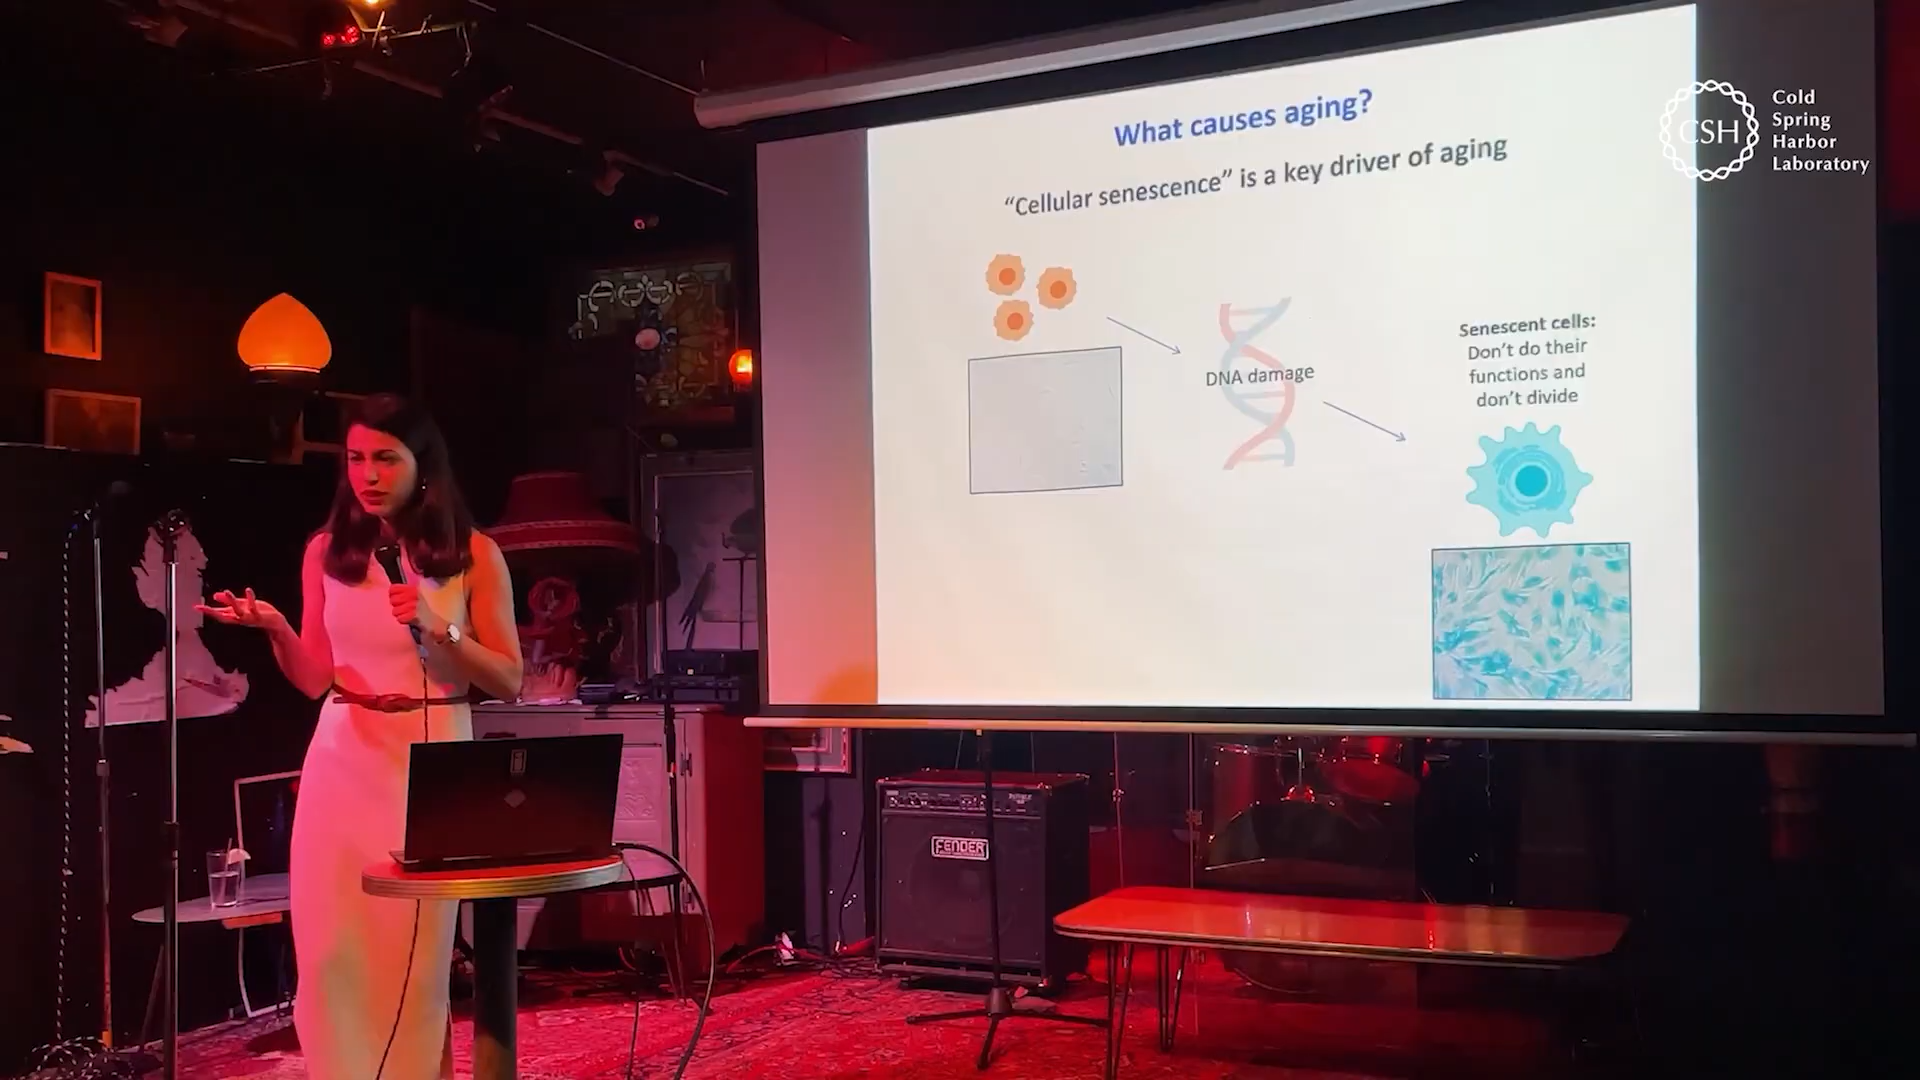 What causes aging?
“Cellular senescence” is a key driver of aging
DNA damage
Senescent cells:
Don’t do their
functions and
don’t divide
CSH
Cold
Spring
Harbor
Laboratory
Fender